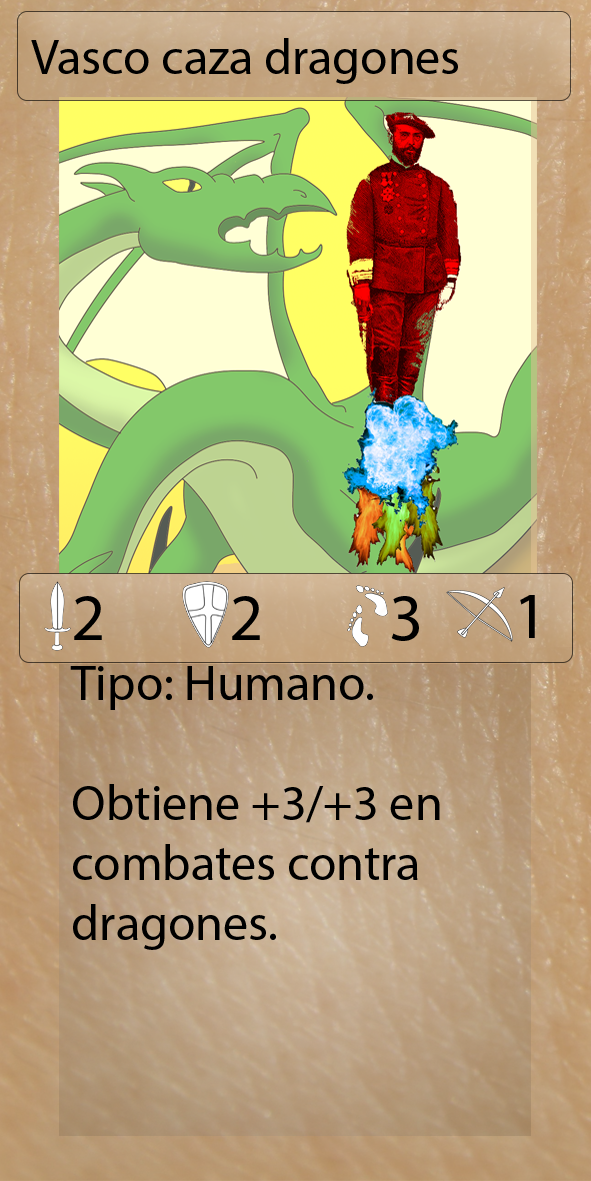 Vasco caza dragones
2 2 3 1
Tipo: Humano.
Obtiene +3/+3 en
combates contra
dragones.